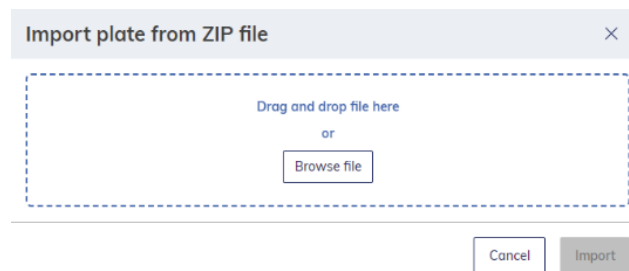 Import plate from ZIP file
Drag and drop file here
or
Browse file
Cancel
Import